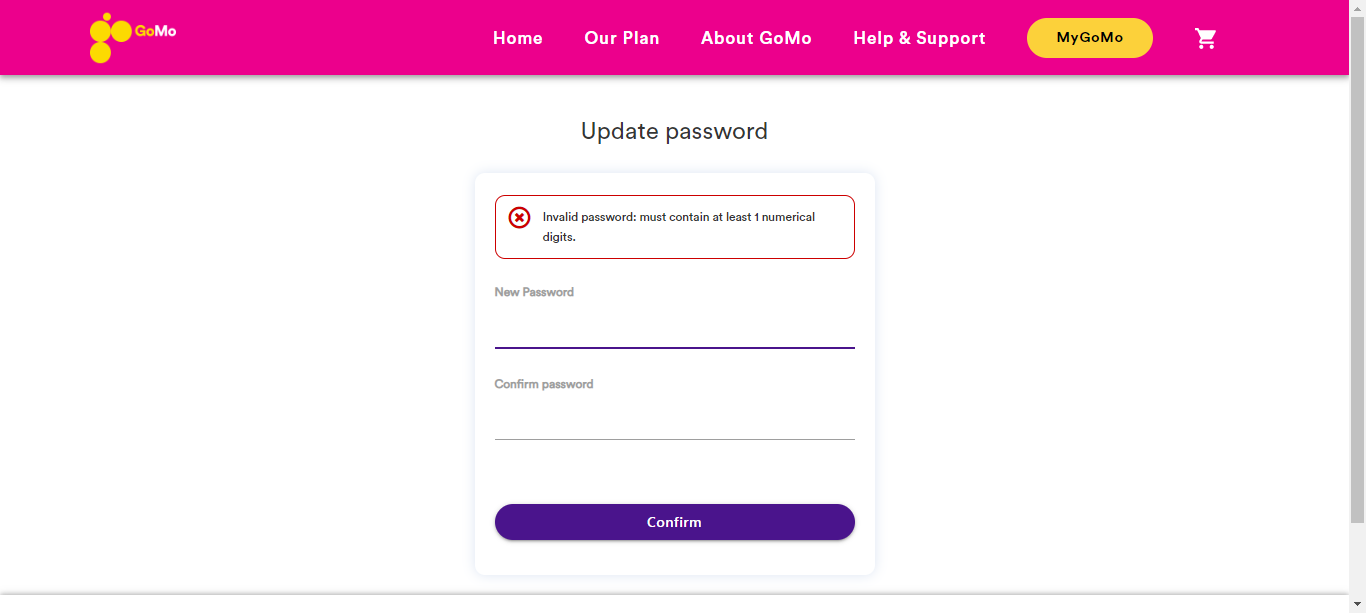 GoMo
Home
Our Plan
About GoMo
Help & Support
MyGoMo
Update password
Invalid password: must contain at least 1 numerical
digits.
New Password
Confirm password
Confirm